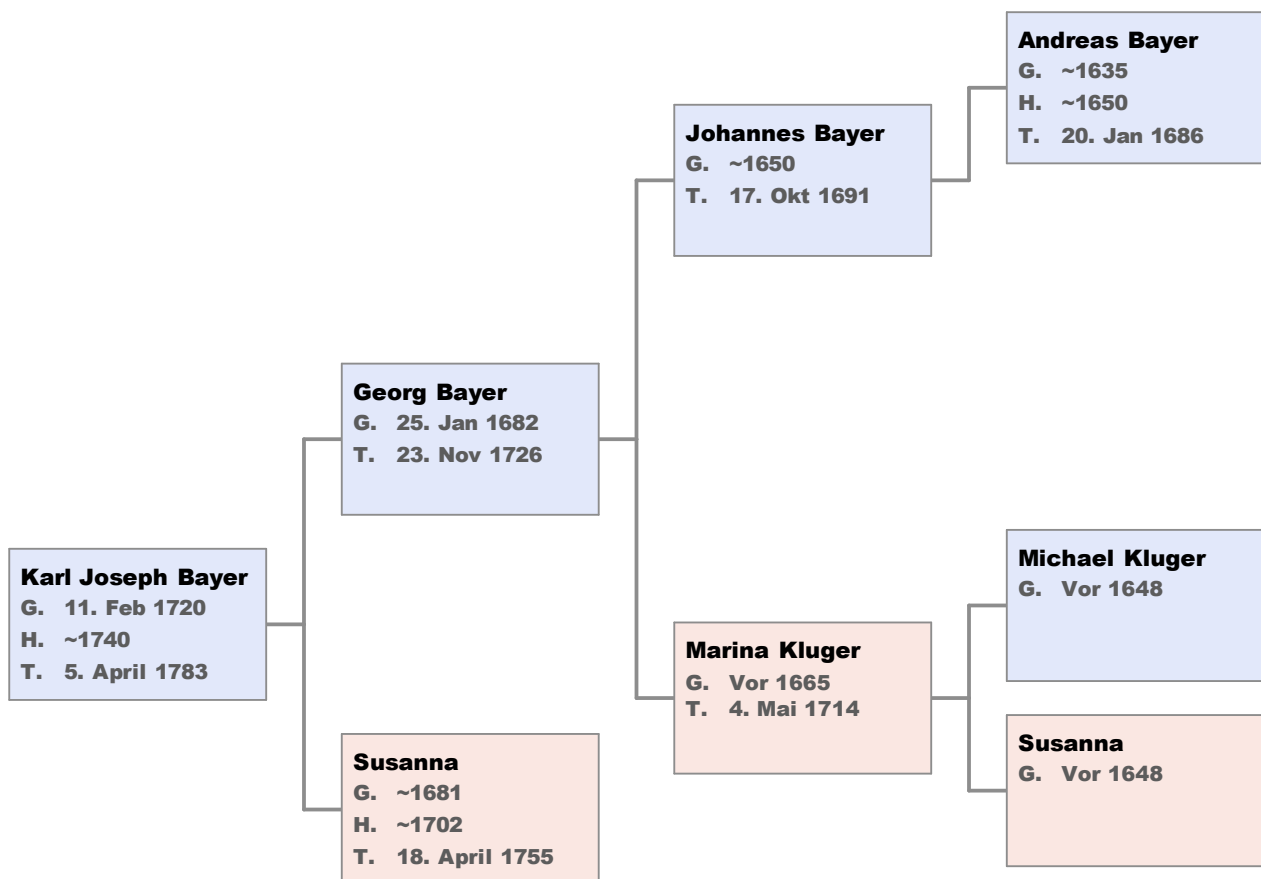 Andreas Bayer
G. ~1635
H. ~1650
T. 20. Jan 1686
Johannes Bayer
G. ~1650
T. 17. Okt 1691
Georg Bayer
G. 25. Jan 1682
T. 23. Nov 1726
Karl Joseph Bayer
G. 11. Feb 1720
H. ~1740
T. 5. April 1783
Michael Kluger
G. Vor 1648
Marina Kluger
G. Vor 1665
T. 4. Mai 1714
Susanna
G. Vor 1648
Susanna
G. ~1681
H. ~1702
T. 18. April 1755